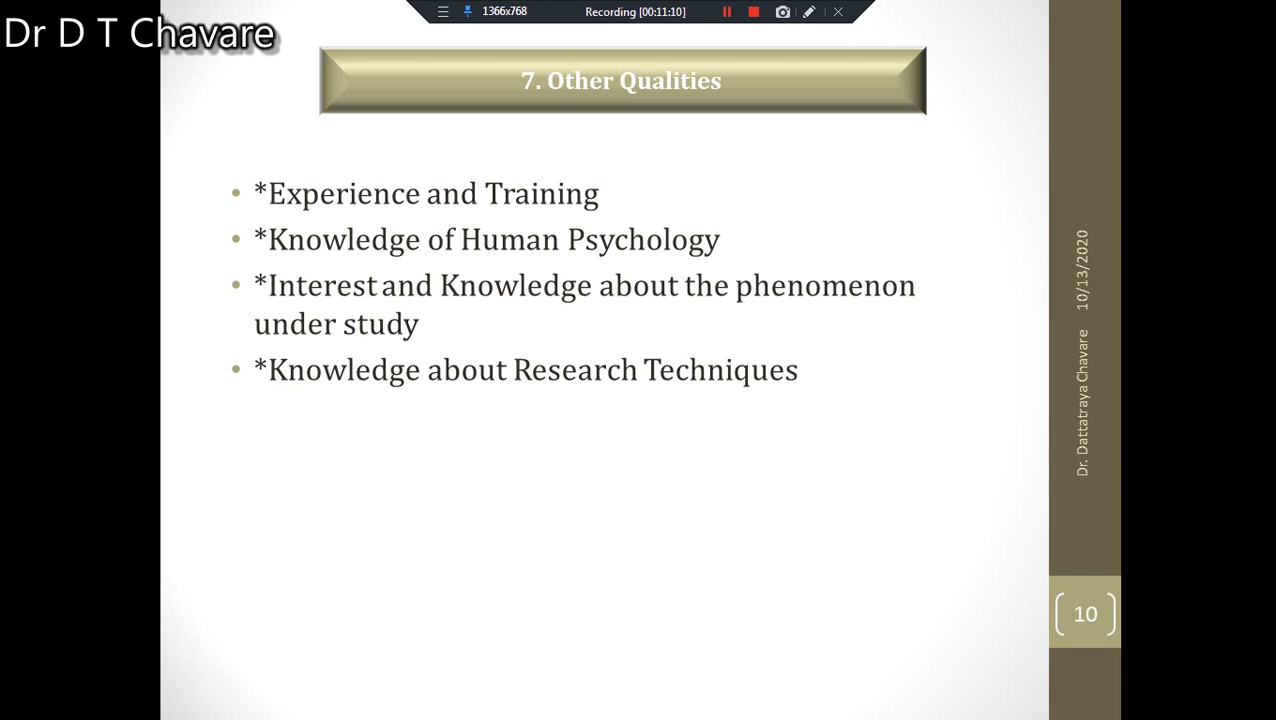 1366x768 Recording [00:11:10]
Dr D T Chavare
7. Other Qualities
• *Experience and Training
• *Knowledge of Human Psychology
• *Interest and Knowledge about the phenomenon
under study
• *Knowledge about Research Techniques
10/13/2020
Dr. Dattatraya Chavare
10